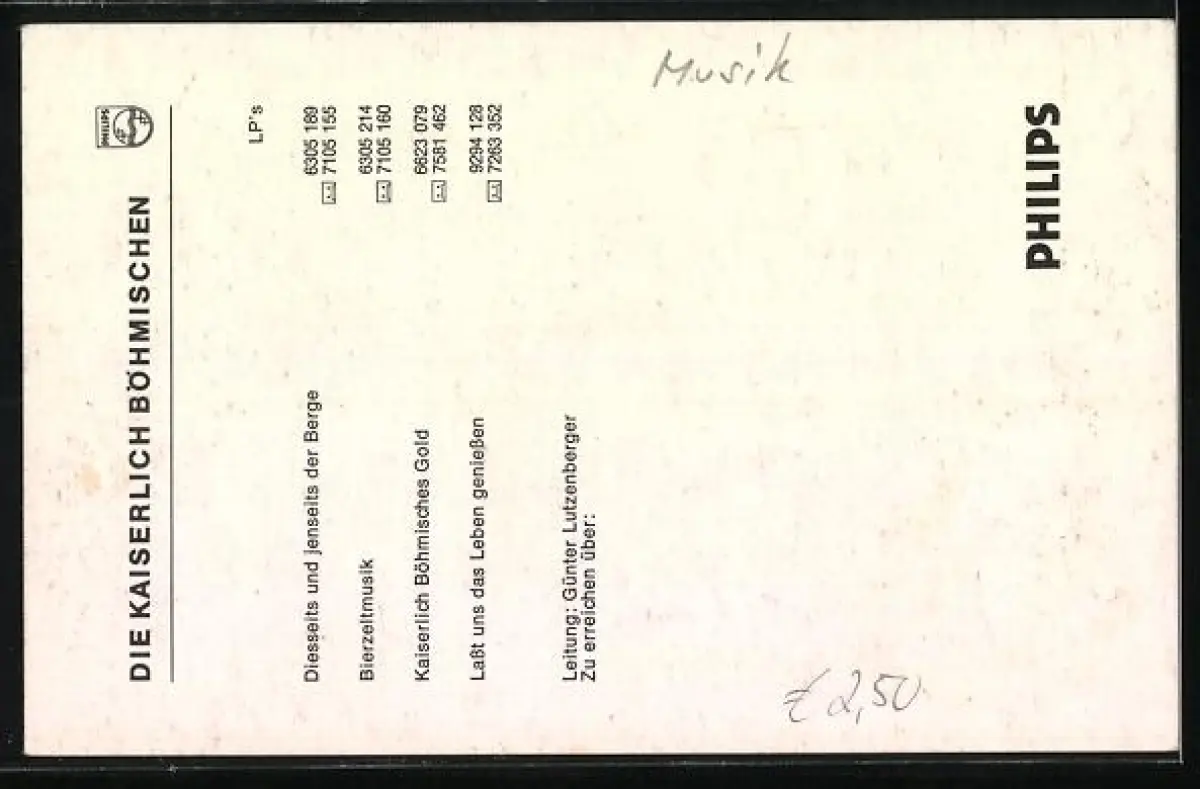 DIE KAISERLICH BÖHMISCHEN
PHILIPS
LP's
Diesseits und jenseits der Berge 6305 189
7105 155
Bierzeltmusik 6305 214
7105 160
Kaiserlich Böhmisches Gold 6623 079
7581 462
Laßt uns das Leben genießen 9294 128
7263 352
Leitung: Günter Lutzenberger
Zu erreichen über:
PHILIPS
Musik
€ 2,50